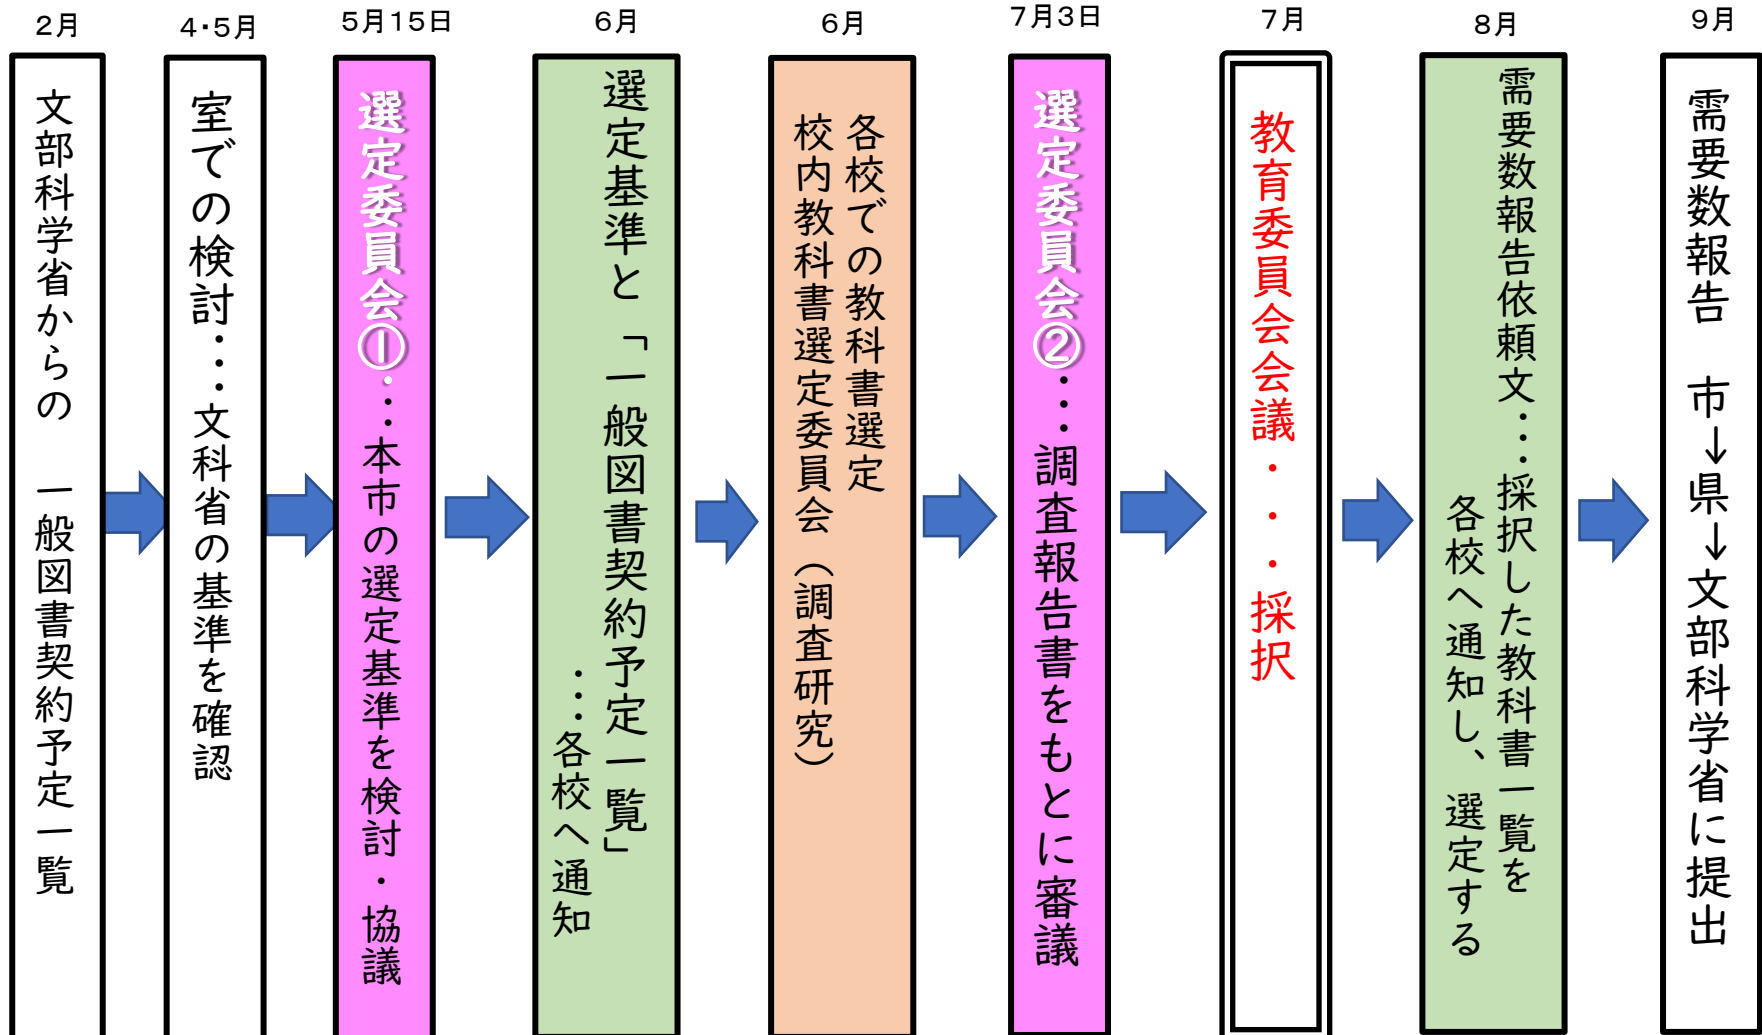 2月
文部科学省からの　一般図書契約予定一覧
4・5月
室での検討・・・文科省の基準を確認
5月15日
選定委員会①・・・本市の選定基準を検討・協議
6月
選定基準と「一般図書契約予定一覧」
・・・各校へ通知
6月
各校での教科書選定
校内教科書選定委員会（調査研究）
7月3日
選定委員会②・・・調査報告書をもとに審議
7月
教育委員会会議・・・採択
8月
需要数報告依頼文・・・採択した教科書一覧を
各校へ通知し、選定する
9月
需要数報告　市→県→文部科学省に提出